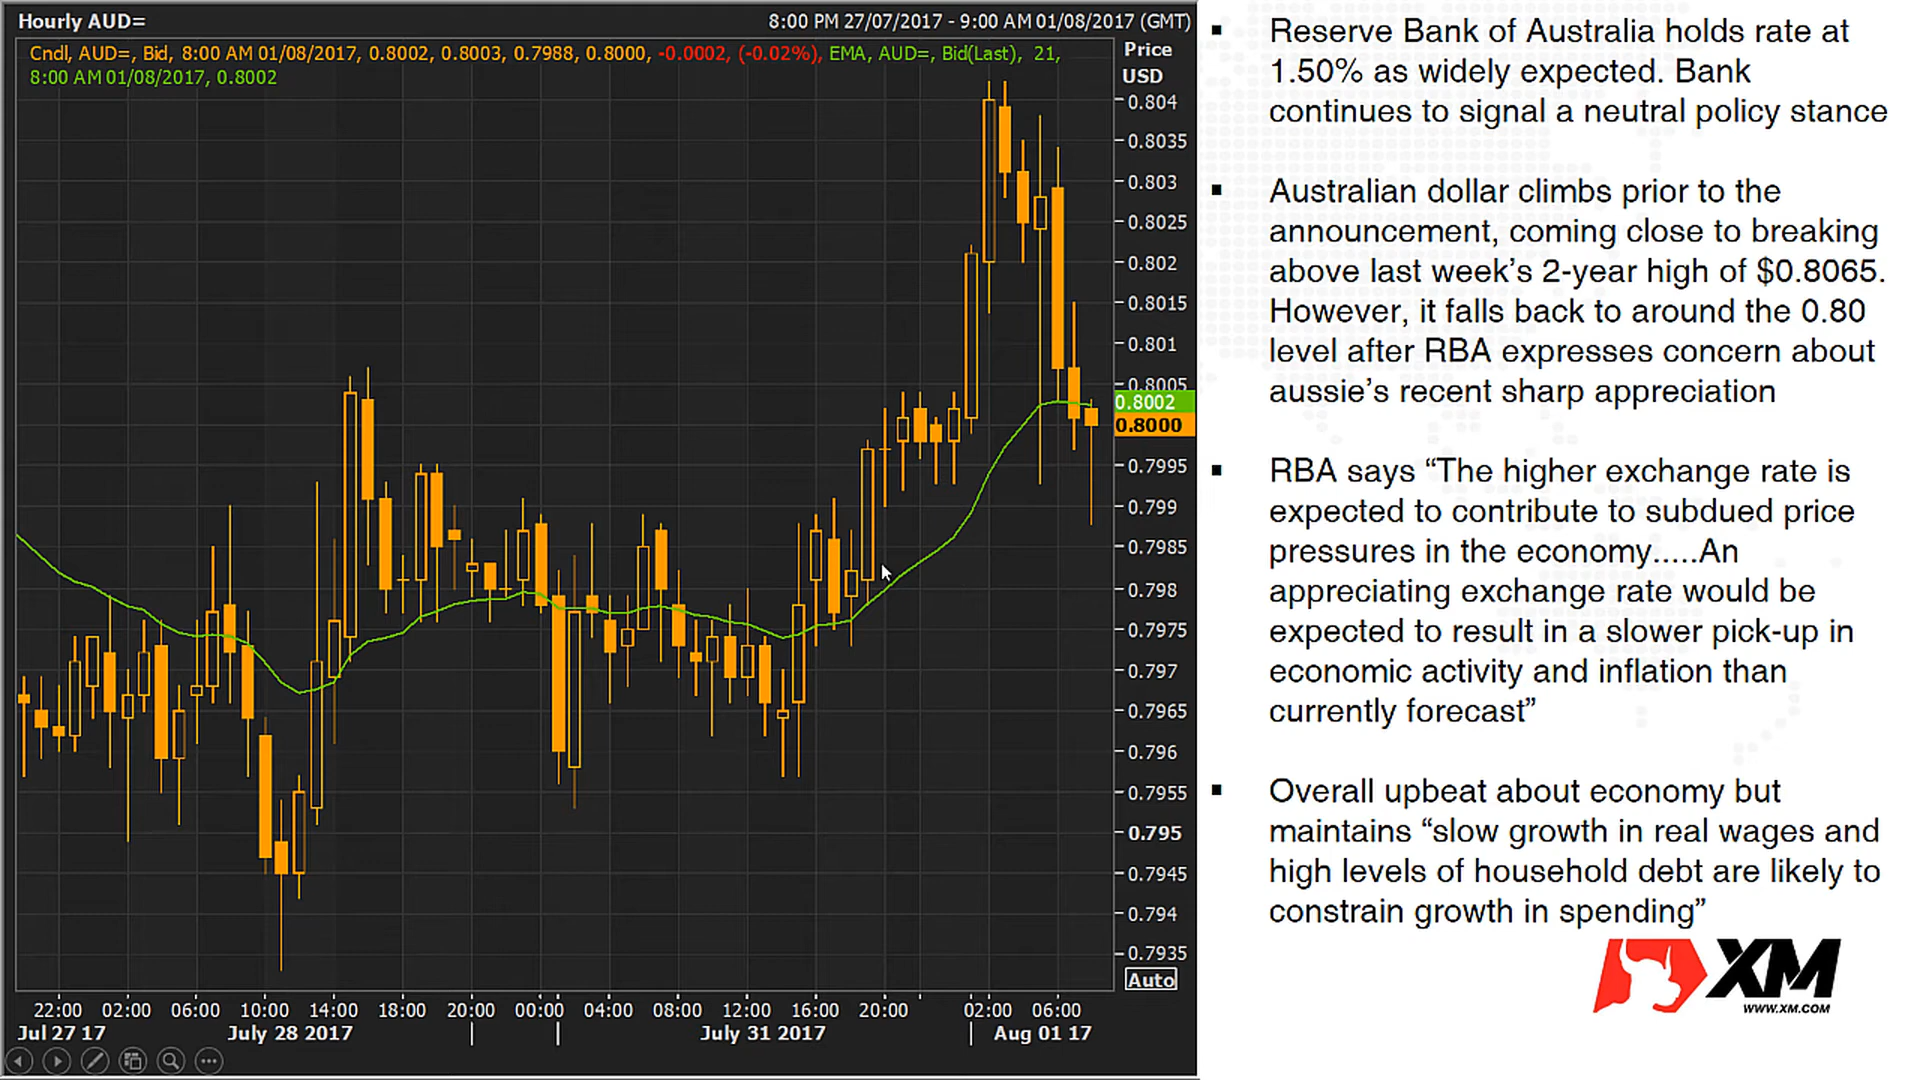 Hourly AUD=
8:00 PM 27/07/2017 - 9:00 AM 01/08/2017 (GMT)
Cndl, AUD=, Bid, 8:00 AM 01/08/2017, 0.8002, 0.8003, 0.7988, 0.8000, -0.0002, (-0.02%), EMA, AUD=, Bid(Last), 21,
8:00 AM 01/08/2017, 0.8002
Price
USD
0.804
0.8035
0.803
0.8025
0.802
0.8015
0.801
0.8005
0.8002
0.8000
0.7995
0.799
0.7985
0.798
0.7975
0.797
0.7965
0.796
0.7955
0.795
0.7945
0.794
0.7935
Auto
22:00 02:00 06:00 10:00 14:00 18:00 20:00 00:00 04:00 08:00 12:00 16:00 20:00 02:00 06:00
Jul 27 17 July 28 2017 July 31 2017 Aug 01 17
▪ Reserve Bank of Australia holds rate at
1.50% as widely expected. Bank
continues to signal a neutral policy stance
▪ Australian dollar climbs prior to the
announcement, coming close to breaking
above last week’s 2-year high of $0.8065.
However, it falls back to around the 0.80
level after RBA expresses concern about
aussie’s recent sharp appreciation
▪ RBA says “The higher exchange rate is
expected to contribute to subdued price
pressures in the economy.....An
appreciating exchange rate would be
expected to result in a slower pick-up in
economic activity and inflation than
currently forecast”
▪ Overall upbeat about economy but
maintains “slow growth in real wages and
high levels of household debt are likely to
constrain growth in spending”
XM
WWW.XM.COM